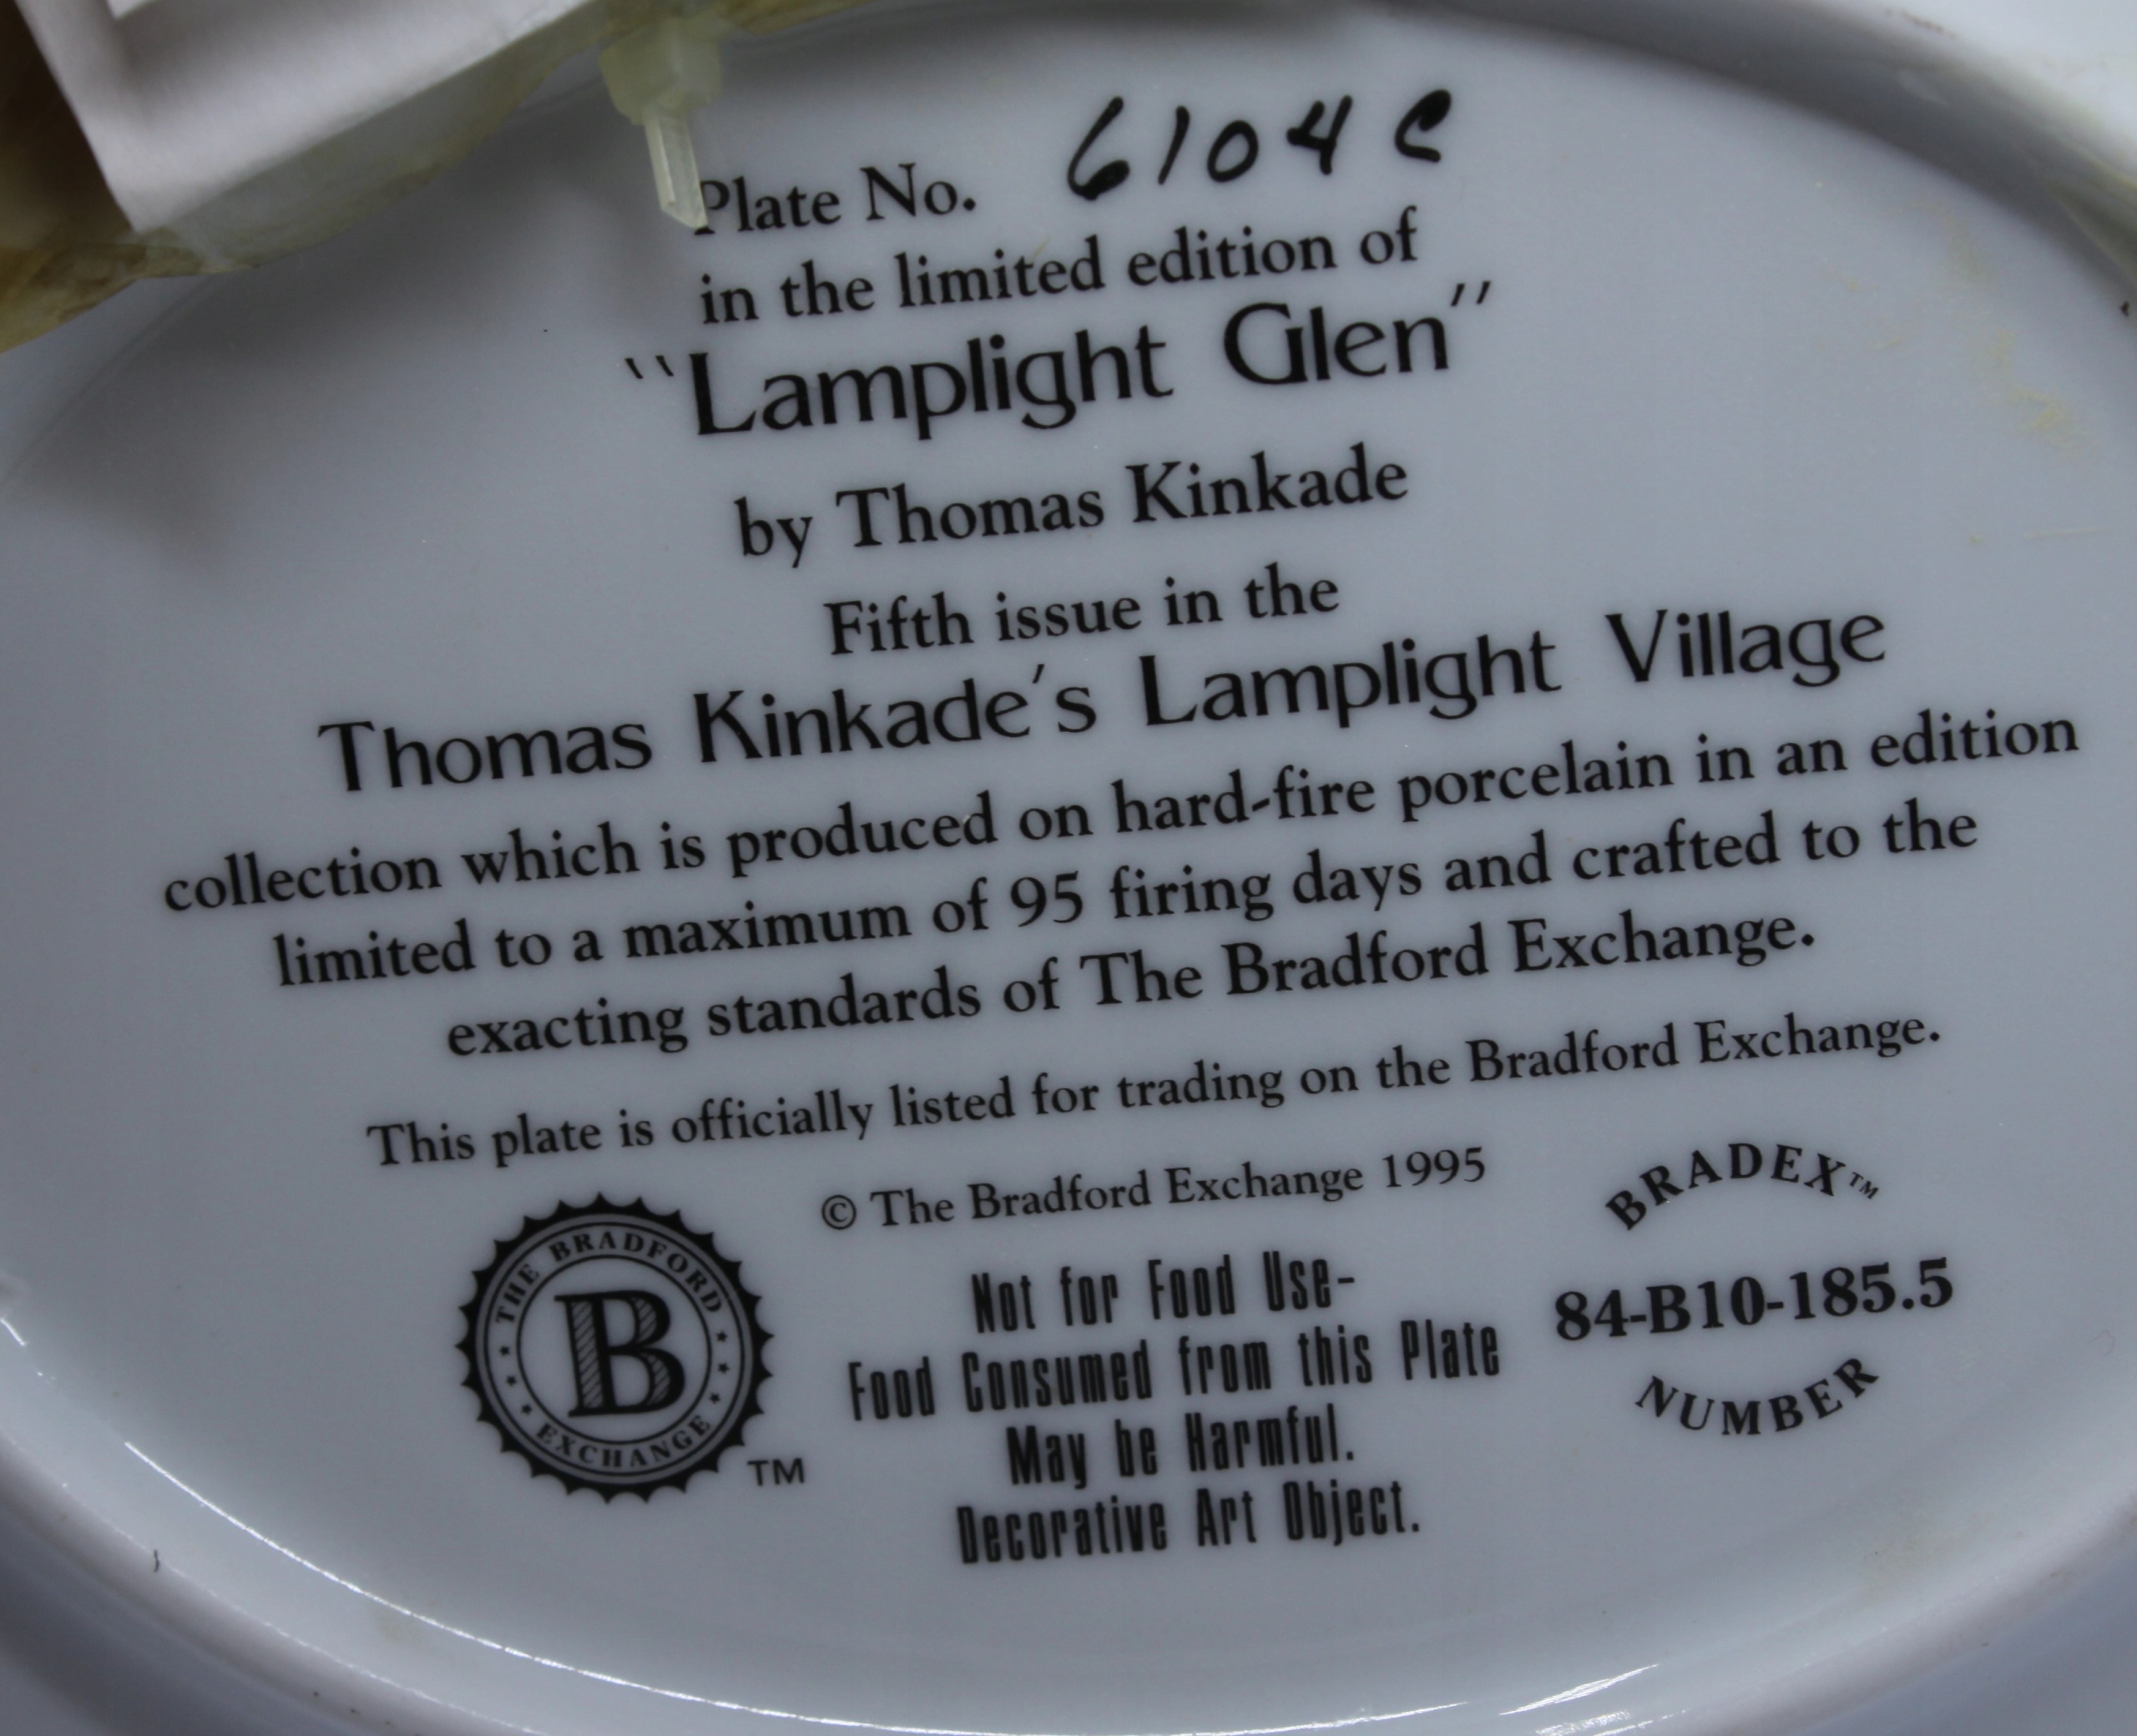 Plate No. 6104 C
in the limited edition of
"Lamplight Glen"
by Thomas Kinkade
Fifth issue in the
Thomas Kinkade's Lamplight Village
collection which is produced on hard-fire porcelain in an edition
limited to a maximum of 95 firing days and crafted to the
exacting standards of The Bradford Exchange.
This plate is officially listed for trading on the Bradford Exchange.
© The Bradford Exchange 1995
THE BRADFORD
B
EXCHANGE
TM
Not for Food Use-
Food Consumed from this Plate
May be Harmful.
Decorative Art Object.
BRADEX™
84-B10-185.5
NUMBER